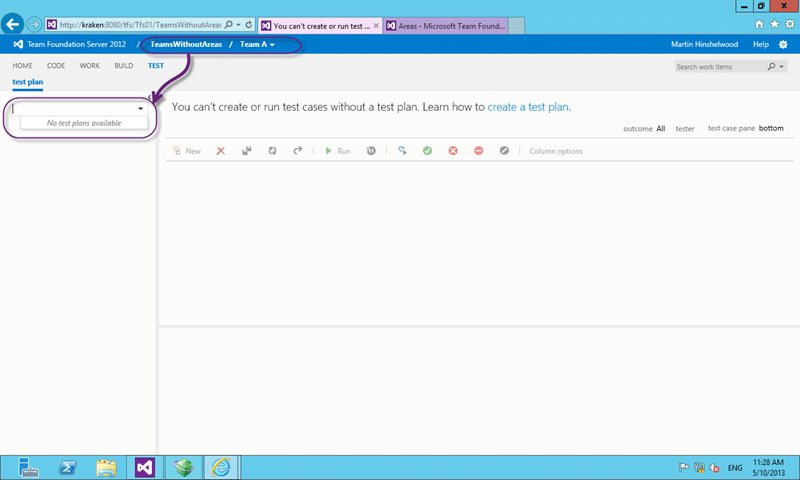 http://kraken:8080/tfs/Tfs01/TeamsWithoutAreas
You can't create or run test ...
Areas - Microsoft Team Found...
Team Foundation Server 2012 / TeamsWithoutAreas / Team A
Martin Hinshelwood Help
HOME CODE WORK BUILD TEST
Search work items
test plan
You can't create or run test cases without a test plan. Learn how to create a test plan.
No test plans available
outcome All tester test case pane bottom
New Run Column options
ENG
11:28 AM
5/10/2013